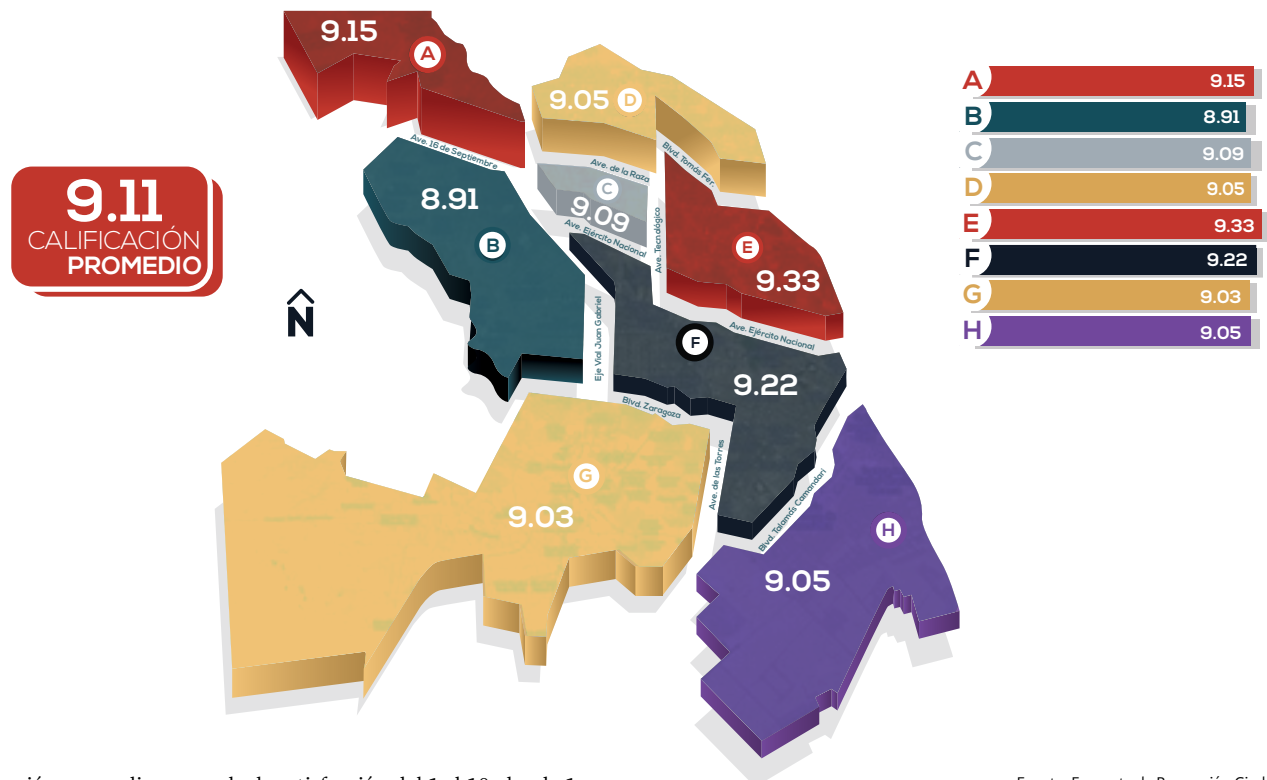 9.15
A
9.05 D
Ave. 16 de Septiembre
Ave. de la Raza
Blvd. Tomás Fer.
C
9.09
Ave. Ejército Nacional
Ave. Tecnológico
8.91
B
E
9.33
9.11
CALIFICACIÓN
PROMEDIO
N
Eje Vial Juan Gabriel
F
Ave. Ejército Nacional
9.22
Blvd. Zaragoza
Ave. de las Torres
Blvd. Talamás Camandari
G
9.03
H
9.05
A 9.15
B 8.91
C 9.09
D 9.05
E 9.33
F 9.22
G 9.03
H 9.05